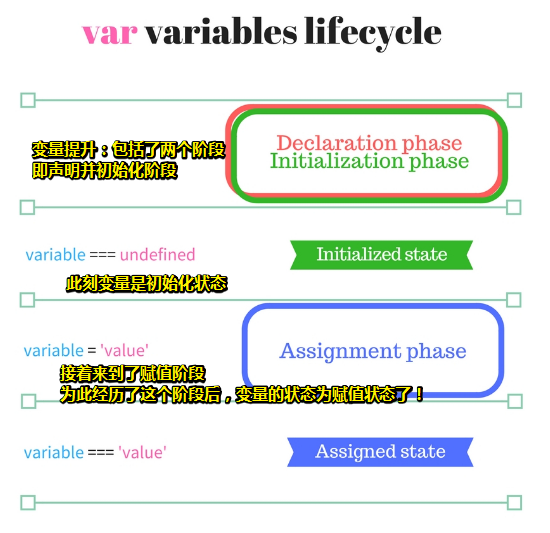 var variables lifecycle
Declaration phase
Initialization phase
变量提升：包括了两个阶段
即声明并初始化阶段
variable === undefined
Initialized state
此刻变量是初始化状态
variable = 'value'
Assignment phase
接着来到了赋值阶段
为此经历了这个阶段后，变量的状态为赋值状态了！
variable === 'value'
Assigned state